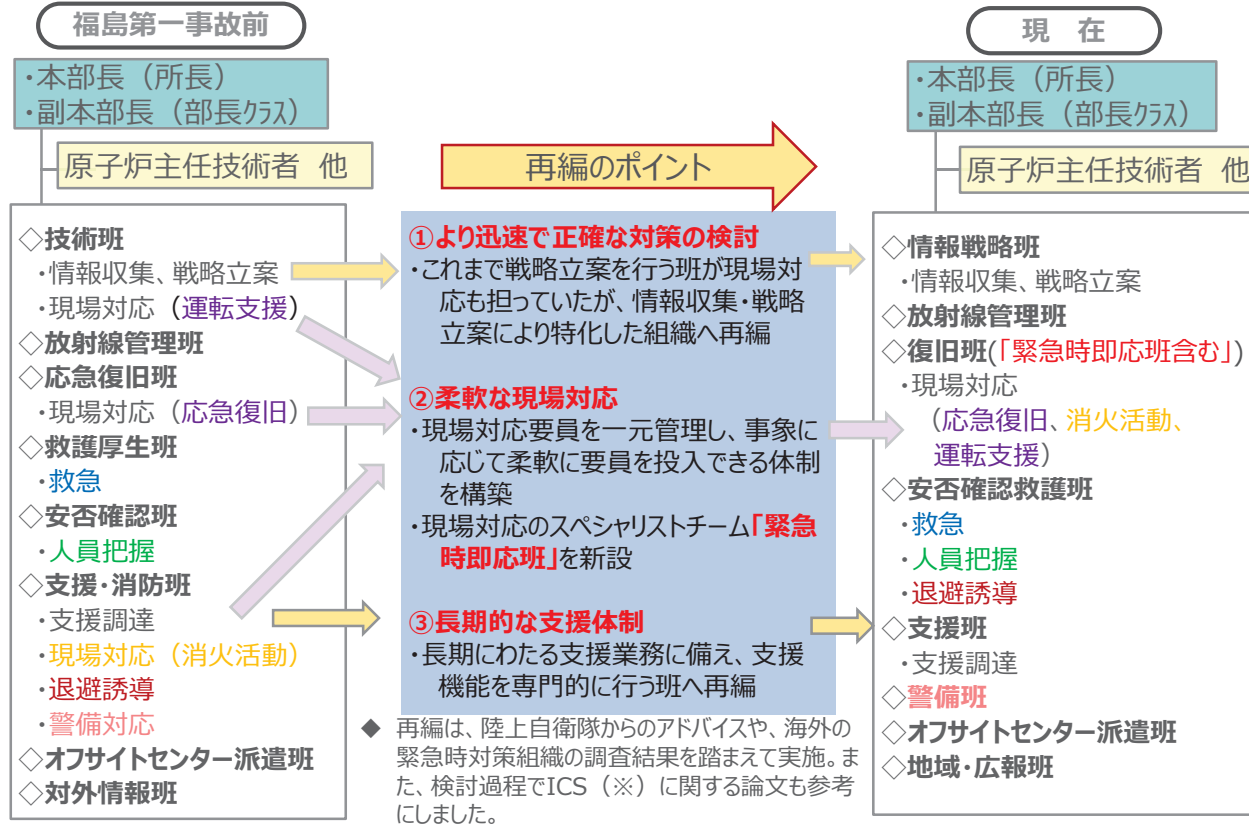 福島第一事故前
・本部長（所長）
・副本部長（部長ｸﾗｽ）
原子炉主任技術者 他
◇技術班
・情報収集、戦略立案
・現場対応（運転支援）
◇放射線管理班
◇応急復旧班
・現場対応（応急復旧）
◇救護厚生班
・救急
◇安否確認班
・人員把握
◇支援・消防班
・支援調達
・現場対応（消火活動）
・退避誘導
・警備対応
◇オフサイトセンター派遣班
◇対外情報班
再編のポイント
①より迅速で正確な対策の検討
・これまで戦略立案を行う班が現場対
応も担っていたが、情報収集・戦略
立案により特化した組織へ再編
②柔軟な現場対応
・現場対応要員を一元管理し、事象に
応じて柔軟に要員を投入できる体制
を構築
・現場対応のスペシャリストチーム「緊急
時即応班」を新設
③長期的な支援体制
・長期にわたる支援業務に備え、支援
機能を専門的に行う班へ再編
◆ 再編は、陸上自衛隊からのアドバイスや、海外の
緊急時対策組織の調査結果を踏まえて実施。ま
た、検討過程でICS（※）に関する論文も参考
にしました。
現 在
・本部長（所長）
・副本部長（部長ｸﾗｽ）
原子炉主任技術者 他
◇情報戦略班
・情報収集、戦略立案
◇放射線管理班
◇復旧班(「緊急時即応班含む」)
・現場対応
（応急復旧、消火活動、
運転支援）
◇安否確認救護班
・救急
・人員把握
・退避誘導
◇支援班
・支援調達
◇警備班
◇オフサイトセンター派遣班
◇地域・広報班